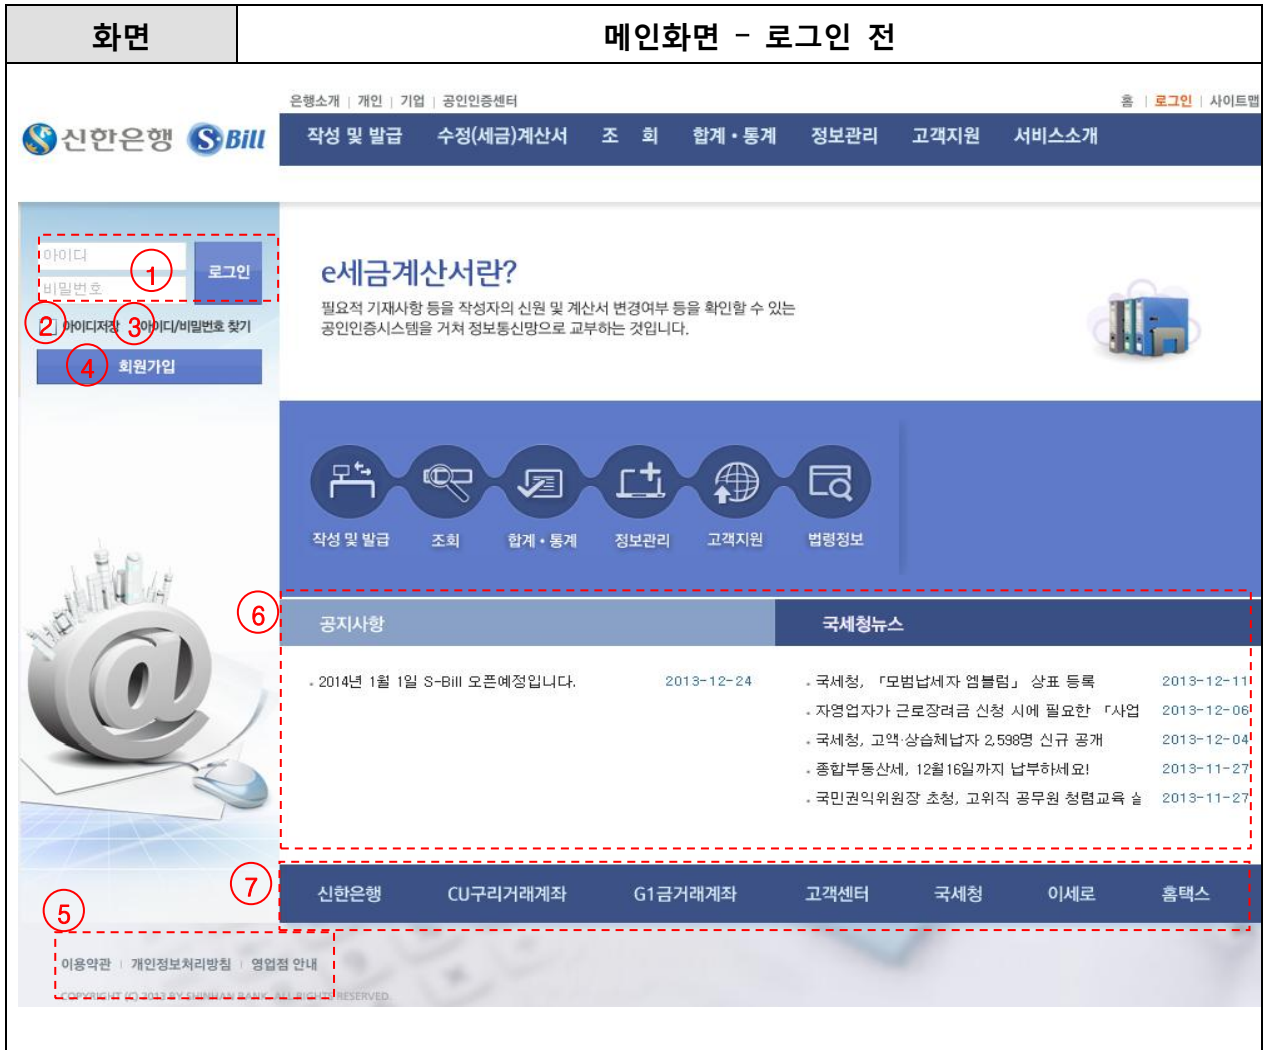 화면
메인화면 - 로그인 전
은행소개 | 개인 | 기업 | 공인인증센터
홈 | 로그인 | 사이트맵
신한은행 S-Bill
작성 및 발급 수정(세금)계산서 조 회 합계•통계 정보관리 고객지원 서비스소개
아이디
비밀번호
로그인
1
2 아이디저장 3 아이디/비밀번호 찾기
4 회원가입
e세금계산서란?
필요적 기재사항 등을 작성자의 신원 및 계산서 변경여부 등을 확인할 수 있는
공인인증시스템을 거쳐 정보통신망으로 교부하는 것입니다.
작성 및 발급 조회 합계•통계 정보관리 고객지원 법령정보
6
공지사항
2014년 1월 1일 S-Bill 오픈예정입니다. 2013-12-24
국세청뉴스
국세청, 「모범납세자 엠블럼」 상표 등록 2013-12-11
자영업자가 근로장려금 신청 시에 필요한 「사업 2013-12-06
국세청, 고액·상습체납자 2,598명 신규 공개 2013-12-04
종합부동산세, 12월16일까지 납부하세요! 2013-11-27
국민권익위원장 초청, 고위직 공무원 청렴교육 실 2013-11-27
7
신한은행 CU구리거래계좌 G1금거래계좌 고객센터 국세청 이세로 홈택스
5
이용약관 | 개인정보처리방침 | 영업점 안내
COPYRIGHT (C) 2013 BY SHINHAN BANK. ALL RIGHTS RESERVED.